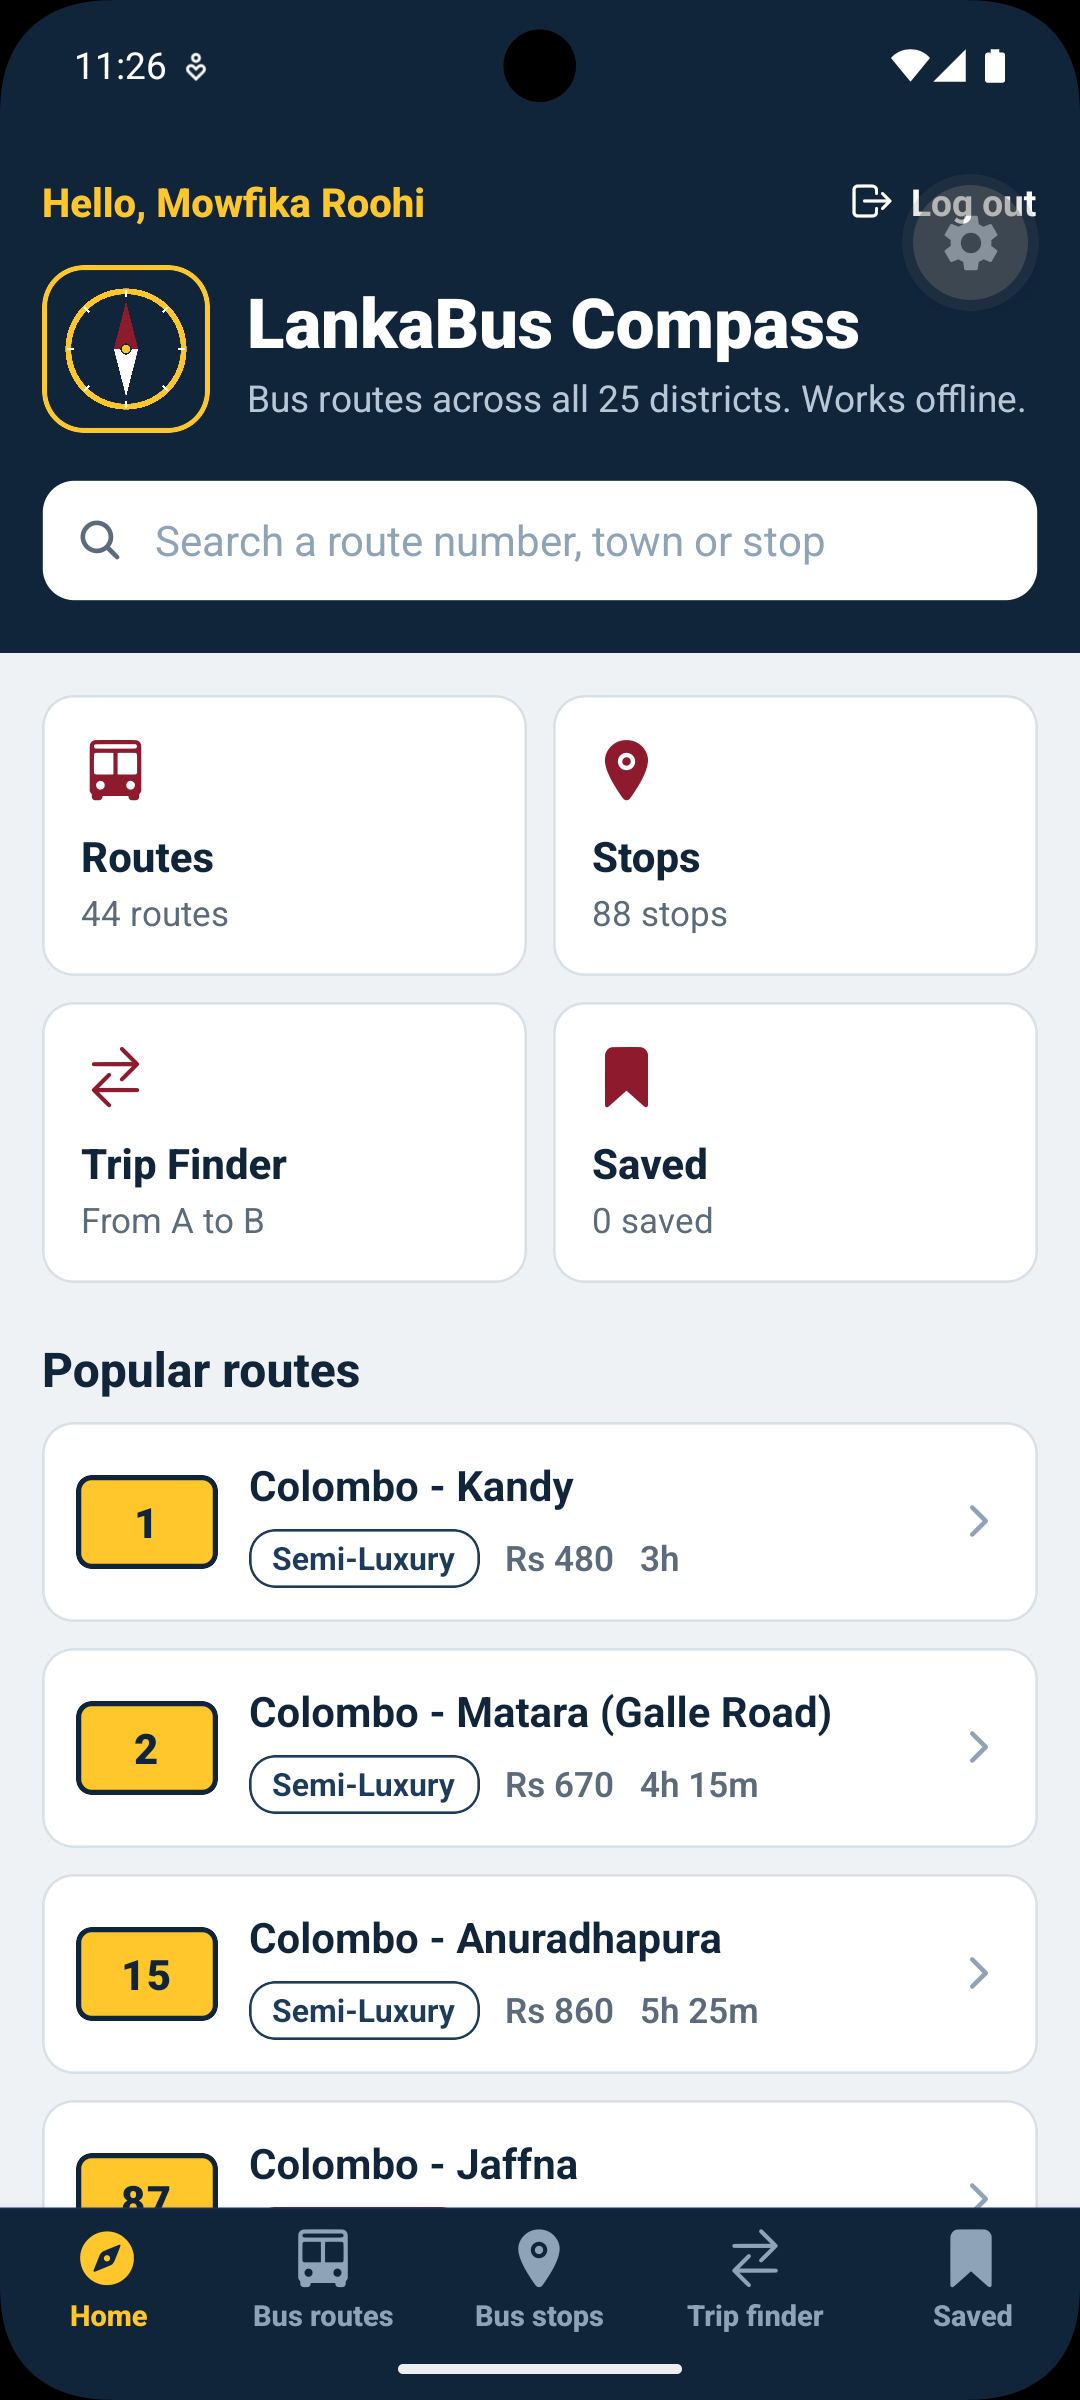 11:26
Hello, Mowfika Roohi
Log out
LankaBus Compass
Bus routes across all 25 districts. Works offline.
Search a route number, town or stop
Routes
44 routes
Stops
88 stops
Trip Finder
From A to B
Saved
0 saved
Popular routes
1
Colombo - Kandy
Semi-Luxury Rs 480 3h
2
Colombo - Matara (Galle Road)
Semi-Luxury Rs 670 4h 15m
15
Colombo - Anuradhapura
Semi-Luxury Rs 860 5h 25m
87
Colombo - Jaffna
Home
Bus routes
Bus stops
Trip finder
Saved